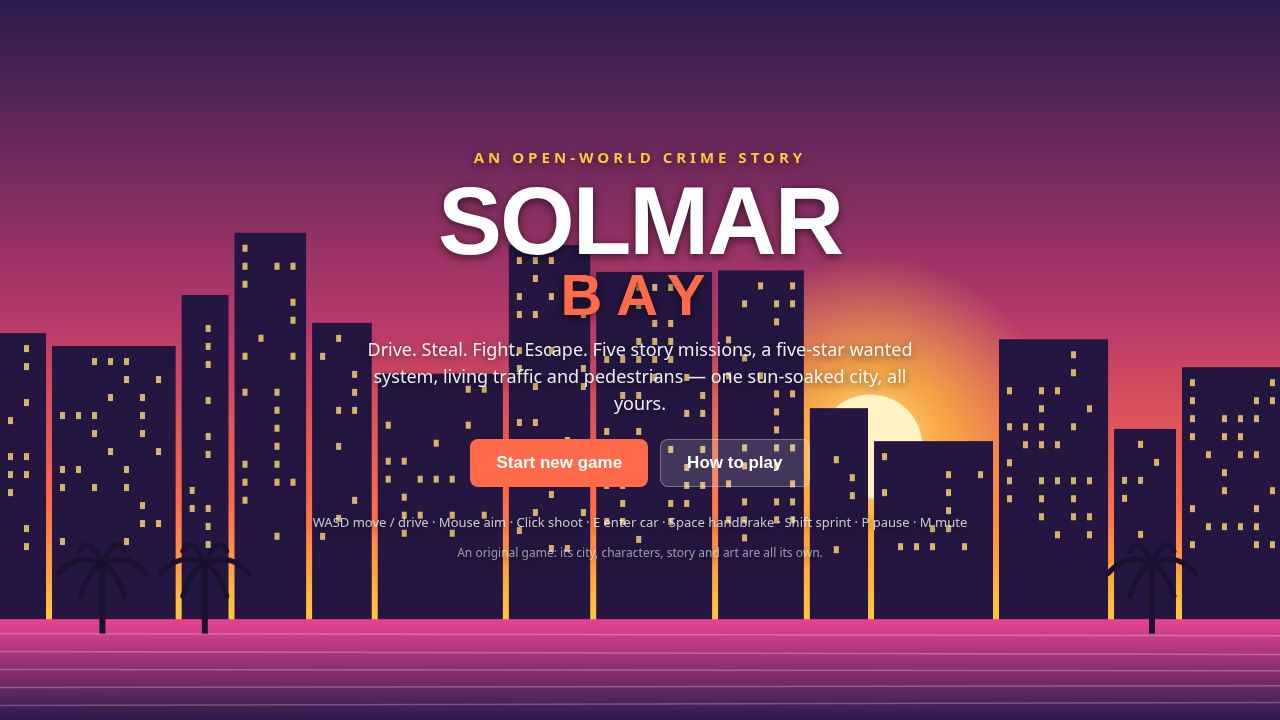 AN OPEN-WORLD CRIME STORY
SOLMAR
BAY
Drive. Steal. Fight. Escape. Five story missions, a five-star wanted
system, living traffic and pedestrians — one sun-soaked city, all
yours.
Start new game
How to play
WASD move / drive · Mouse aim · Click shoot · E enter car · Space handbrake · Shift sprint · P pause · M mute
An original game: its city, characters, story and art are all its own.